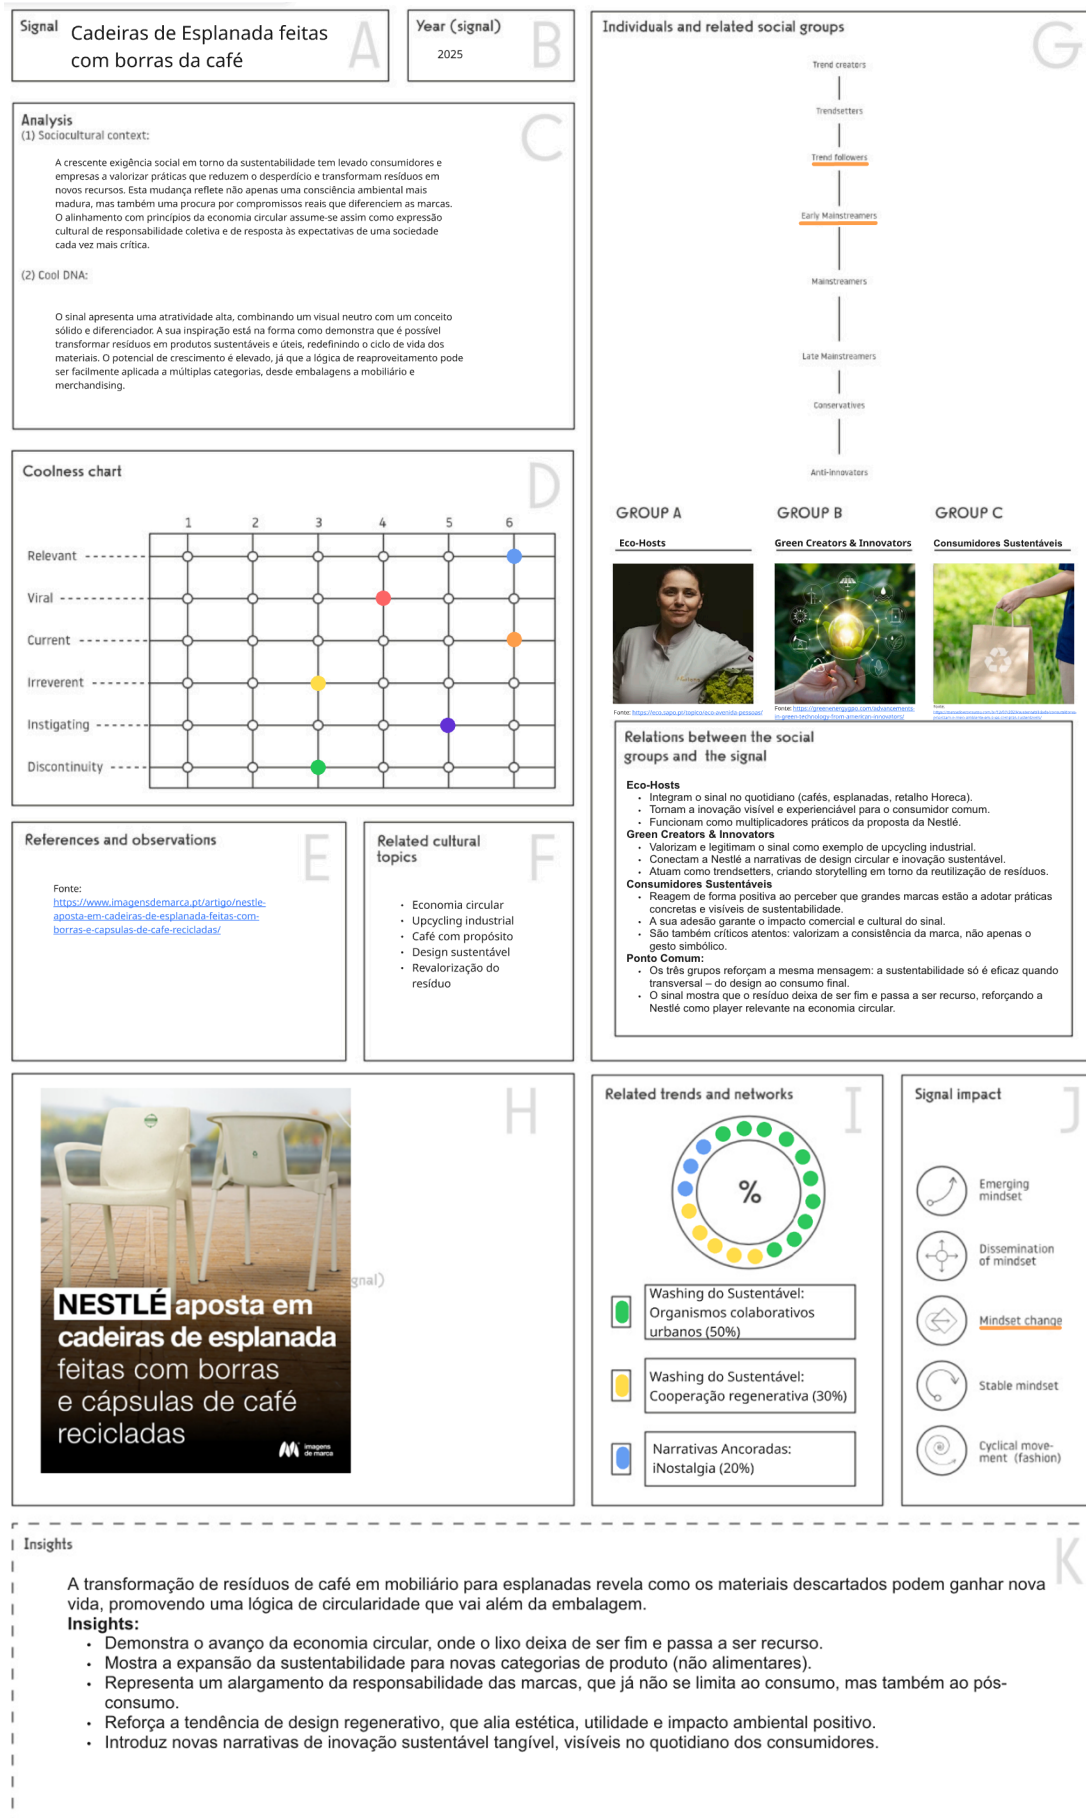 Signal
A
Cadeiras de Esplanada feitas
com borras da café
Year (signal)
B
2025
Analysis
C
(1) Sociocultural context:
A crescente exigência social em torno da sustentabilidade tem levado consumidores e
empresas a valorizar práticas que reduzem o desperdício e transformam resíduos em
novos recursos. Esta mudança reflete não apenas uma consciência ambiental mais
madura, mas também uma procura por compromissos reais que diferenciem as marcas.
O alinhamento com princípios da economia circular assume-se assim como expressão
cultural de responsabilidade coletiva e de resposta às expectativas de uma sociedade
cada vez mais crítica.
(2) Cool DNA:
O sinal apresenta uma atratividade alta, combinando um visual neutro com um conceito
sólido e diferenciador. A sua inspiração está na forma como demonstra que é possível
transformar resíduos em produtos sustentáveis e úteis, redefinindo o ciclo de vida dos
materiais. O potencial de crescimento é elevado, já que a lógica de reaproveitamento pode
ser facilmente aplicada a múltiplas categorias, desde embalagens a mobiliário e
merchandising.
Coolness chart
D
1 2 3 4 5 6
Relevant
Viral
Current
Irreverent
Instigating
Discontinuity
References and observations
E
Fonte:
https://www.imagensdemarca.pt/artigo/nestle-
aposta-em-cadeiras-de-esplanada-feitas-com-
borras-e-capsulas-de-cafe-recicladas/
Related cultural
topics
F
• Economia circular
• Upcycling industrial
• Café com propósito
• Design sustentável
• Revalorização do
resíduo
Individuals and related social groups
G
Trend creators
Trendsetters
Trend followers
Early Mainstreamers
Mainstreamers
Late Mainstreamers
Conservatives
Anti-innovators
GROUP A
GROUP B
GROUP C
Eco-Hosts
Green Creators & Innovators
Consumidores Sustentáveis
Fonte: https://eco.sapo.pt/topico/eco-avenida-pessoas/
Fonte: https://greenenergygpo.com/advancements-
in-green-technology-from-american-innovators/
Fonte:
Relations between the social
groups and the signal
Eco-Hosts
• Integram o sinal no quotidiano (cafés, esplanadas, retalho Horeca).
• Tornam a inovação visível e experienciável para o consumidor comum.
• Funcionam como multiplicadores práticos da proposta da Nestlé.
Green Creators & Innovators
• Valorizam e legitimam o sinal como exemplo de upcycling industrial.
• Conectam a Nestlé a narrativas de design circular e inovação sustentável.
• Atuam como trendsetters, criando storytelling em torno da reutilização de resíduos.
Consumidores Sustentáveis
• Reagem de forma positiva ao perceber que grandes marcas estão a adotar práticas
concretas e visíveis de sustentabilidade.
• A sua adesão garante o impacto comercial e cultural do sinal.
• São também críticos atentos: valorizam a consistência da marca, não apenas o
gesto simbólico.
Ponto Comum:
• Os três grupos reforçam a mesma mensagem: a sustentabilidade só é eficaz quando
transversal – do design ao consumo final.
• O sinal mostra que o resíduo deixa de ser fim e passa a ser recurso, reforçando a
Nestlé como player relevante na economia circular.
H
gnal)
NESTLÉ aposta em
cadeiras de esplanada
feitas com borras
e cápsulas de café
recicladas
imagens
de marca
Related trends and networks
I
%
Washing do Sustentável:
Organismos colaborativos
urbanos (50%)
Washing do Sustentável:
Cooperação regenerativa (30%)
Narrativas Ancoradas:
iNostalgia (20%)
Signal impact
J
Emerging
mindset
Dissemination
of mindset
Mindset change
Stable mindset
Cyclical move-
ment (fashion)
Insights
K
A transformação de resíduos de café em mobiliário para esplanadas revela como os materiais descartados podem ganhar nova
vida, promovendo uma lógica de circularidade que vai além da embalagem.
Insights:
• Demonstra o avanço da economia circular, onde o lixo deixa de ser fim e passa a ser recurso.
• Mostra a expansão da sustentabilidade para novas categorias de produto (não alimentares).
• Representa um alargamento da responsabilidade das marcas, que já não se limita ao consumo, mas também ao pós-
consumo.
• Reforça a tendência de design regenerativo, que alia estética, utilidade e impacto ambiental positivo.
• Introduz novas narrativas de inovação sustentável tangível, visíveis no quotidiano dos consumidores.